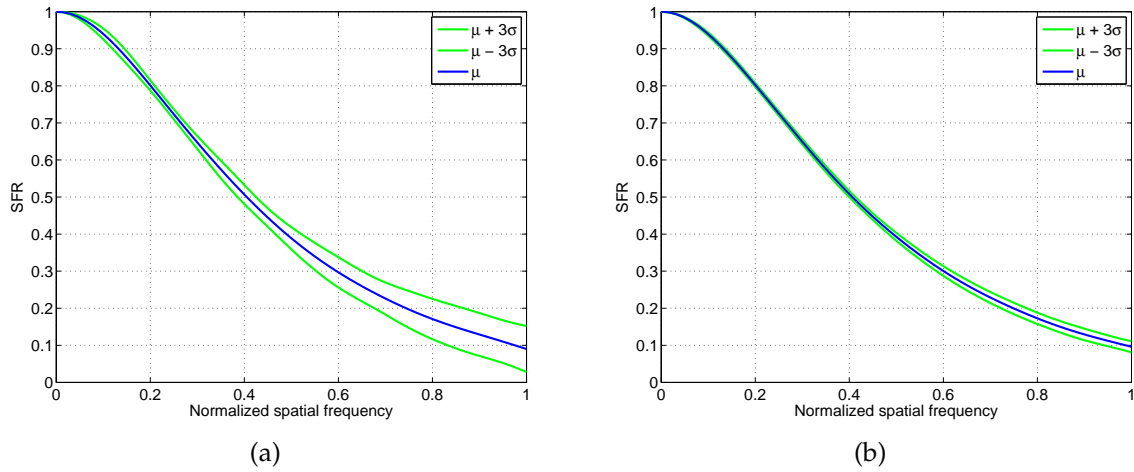 1
0.9
0.8
0.7
0.6
0.5
0.4
0.3
0.2
0.1
0
SFR
0 0.2 0.4 0.6 0.8 1
Normalized spatial frequency
μ + 3σ
μ − 3σ
μ
(a)
1
0.9
0.8
0.7
0.6
0.5
0.4
0.3
0.2
0.1
0
SFR
0 0.2 0.4 0.6 0.8 1
Normalized spatial frequency
μ + 3σ
μ − 3σ
μ
(b)